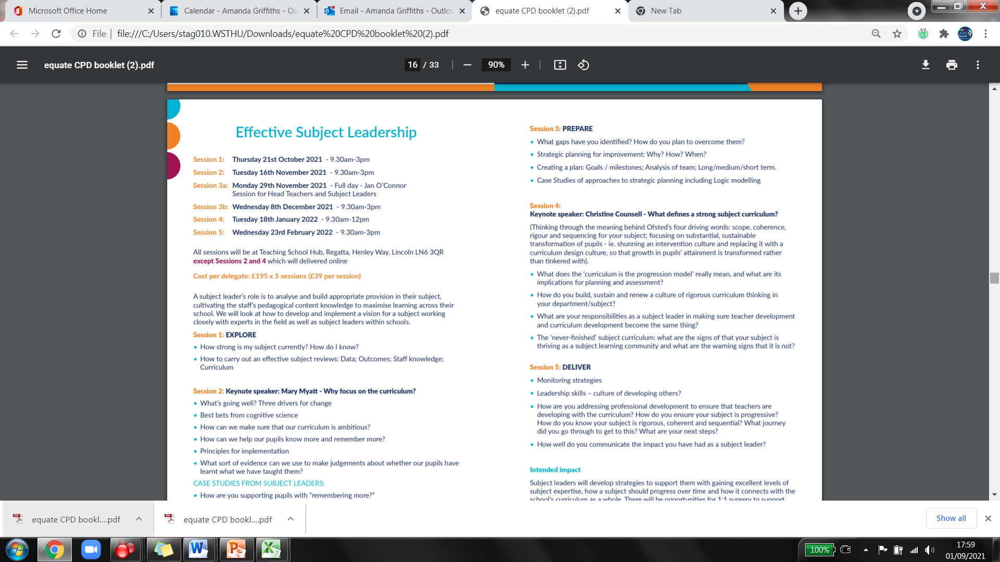 Microsoft Office Home
Calendar - Amanda Griffiths - Ou
Email - Amanda Griffiths - Outloo
equate CPD booklet (2).pdf
New Tab
File
file:///C:/Users/stag010.WSTHU/Downloads/equate%20CPD%20booklet%20(2).pdf
equate CPD booklet (2).pdf
16 / 33
90%
Effective Subject Leadership
Session 1: Thursday 21st October 2021 - 9.30am-3pm
Session 2: Tuesday 16th November 2021 - 9.30am-3pm
Session 3a: Monday 29th November 2021 - Full day - Jan O'Connor
Session for Head Teachers and Subject Leaders
Session 3b: Wednesday 8th December 2021 - 9.30am-3pm
Session 4: Tuesday 18th January 2022 - 9.30am-12pm
Session 5: Wednesday 23rd February 2022 - 9.30am-3pm
All sessions will be at Teaching School Hub, Regatta, Henley Way, Lincoln LN6 3QR
except Sessions 2 and 4 which will delivered online
Cost per delegate: £195 x 5 sessions (£39 per session)
A subject leader's role is to analyse and build appropriate provision in their subject,
cultivating the staff's pedagogical content knowledge to maximise learning across their
school. We will look at how to develop and implement a vision for a subject working
closely with experts in the field as well as subject leaders within schools.
Session 1: EXPLORE
• How strong is my subject currently? How do I know?
• How to carry out an effective subject reviews: Data; Outcomes; Staff knowledge;
Curriculum
Session 2: Keynote speaker: Mary Myatt - Why focus on the curriculum?
• What's going well? Three drivers for change
• Best bets from cognitive science
• How can we make sure that our curriculum is ambitious?
• How can we help our pupils know more and remember more?
• Principles for implementation
• What sort of evidence can we use to make judgements about whether our pupils have
learnt what we have taught them?
CASE STUDIES FROM SUBJECT LEADERS:
• How are you supporting pupils with "remembering more?"
Session 3: PREPARE
• What gaps have you identified? How do you plan to overcome them?
• Strategic planning for improvement: Why? How? When?
• Creating a plan: Goals / milestones; Analysis of team; Long/medium/short term.
• Case Studies of approaches to strategic planning including Logic modelling
Session 4:
Keynote speaker: Christine Counsell - What defines a strong subject curriculum?
(Thinking through the meaning behind Ofsted's four driving words: scope, coherence,
rigour and sequencing for your subject; focusing on substantial, sustainable
transformation of pupils - ie. shunning an intervention culture and replacing it with a
curriculum design culture, so that growth in pupils' attainment is transformed rather
than tinkered with).
• What does the 'curriculum is the progression model' really mean, and what are its
implications for planning and assessment?
• How do you build, sustain and renew a culture of rigorous curriculum thinking in
your department/subject?
• What are your responsibilities as a subject leader in making sure teacher development
and curriculum development become the same thing?
• The 'never-finished' subject curriculum: what are the signs of that your subject is
thriving as a subject learning community and what are the warning signs that it is not?
Session 5: DELIVER
• Monitoring strategies
• Leadership skills – culture of developing others?
• How are you addressing professional development to ensure that teachers are
developing with the curriculum? How do you ensure your subject is progressive?
How do you know your subject is rigorous, coherent and sequential? What journey
did you go through to get to this? What are your next steps?
• How well do you communicate the impact you have had as a subject leader?
Intended impact
Subject leaders will develop strategies to support them with gaining excellent levels of
subject expertise, how a subject should progress over time and how it connects with the
school's curriculum as a whole. There will be opportunities for 1:1 surgery to support
equate CPD bookl....pdf
equate CPD bookl....pdf
Show all
100%
17:59
01/09/2021